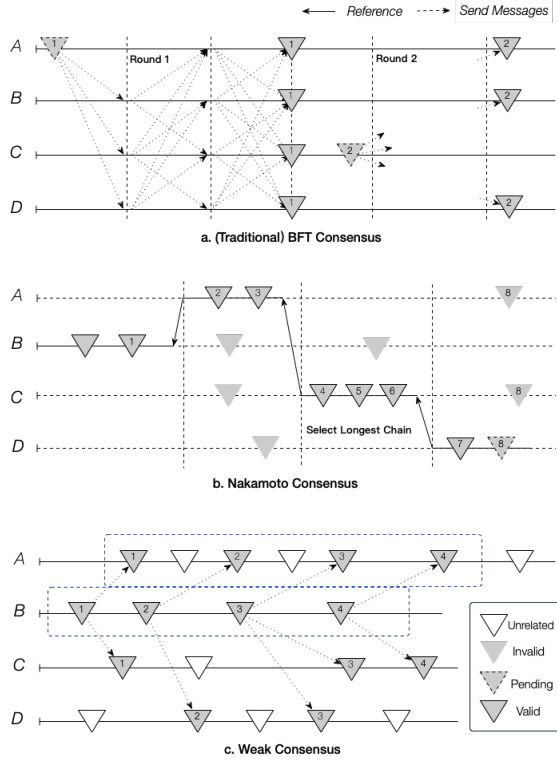 Reference Send Messages
A 1 Round 1 1 Round 2 2
B 1 2
C 1 2
D 1 2
a. (Traditional) BFT Consensus
A 2 3 8
B 1
C 4 5 6 8
Select Longest Chain
D 7 8
b. Nakamoto Consensus
A 1 2 3 4
B 1 2 3 4
Unrelated
Invalid
C 1 3 4
Pending
D 2 3
Valid
c. Weak Consensus